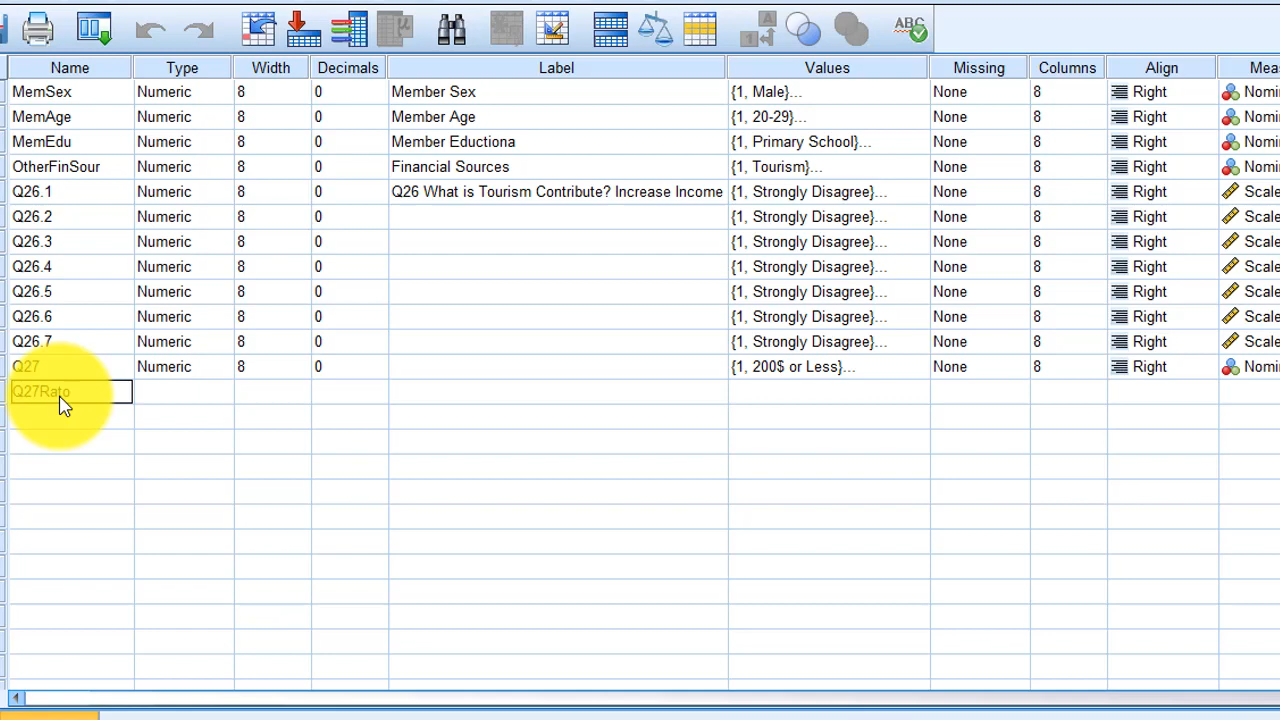 A
1
ABC
Name Type Width Decimals Label Values Missing Columns Align Mea
MemSex Numeric 8 0 Member Sex {1, Male}... None 8 Right Nomi
MemAge Numeric 8 0 Member Age {1, 20-29}... None 8 Right Nomi
MemEdu Numeric 8 0 Member Eductiona {1, Primary School}... None 8 Right Nomi
OtherFinSour Numeric 8 0 Financial Sources {1, Tourism}... None 8 Right Nomi
Q26.1 Numeric 8 0 Q26 What is Tourism Contribute? Increase Income {1, Strongly Disagree}... None 8 Right Scale
Q26.2 Numeric 8 0 {1, Strongly Disagree}... None 8 Right Scale
Q26.3 Numeric 8 0 {1, Strongly Disagree}... None 8 Right Scale
Q26.4 Numeric 8 0 {1, Strongly Disagree}... None 8 Right Scale
Q26.5 Numeric 8 0 {1, Strongly Disagree}... None 8 Right Scale
Q26.6 Numeric 8 0 {1, Strongly Disagree}... None 8 Right Scale
Q26.7 Numeric 8 0 {1, Strongly Disagree}... None 8 Right Scale
Q27 Numeric 8 0 {1, 200$ or Less}... None 8 Right Nomi
Q27Rato